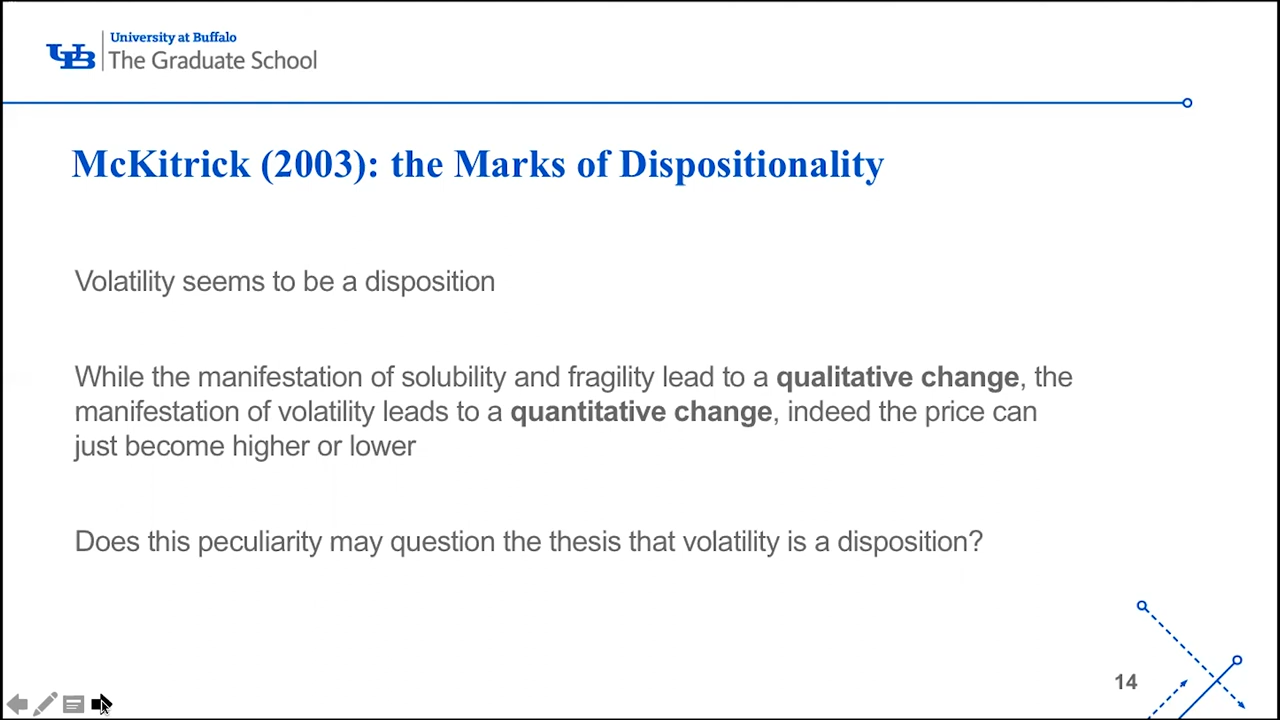 University at Buffalo
UB The Graduate School
McKitrick (2003): the Marks of Dispositionality
Volatility seems to be a disposition
While the manifestation of solubility and fragility lead to a qualitative change, the
manifestation of volatility leads to a quantitative change, indeed the price can
just become higher or lower
Does this peculiarity may question the thesis that volatility is a disposition?
14